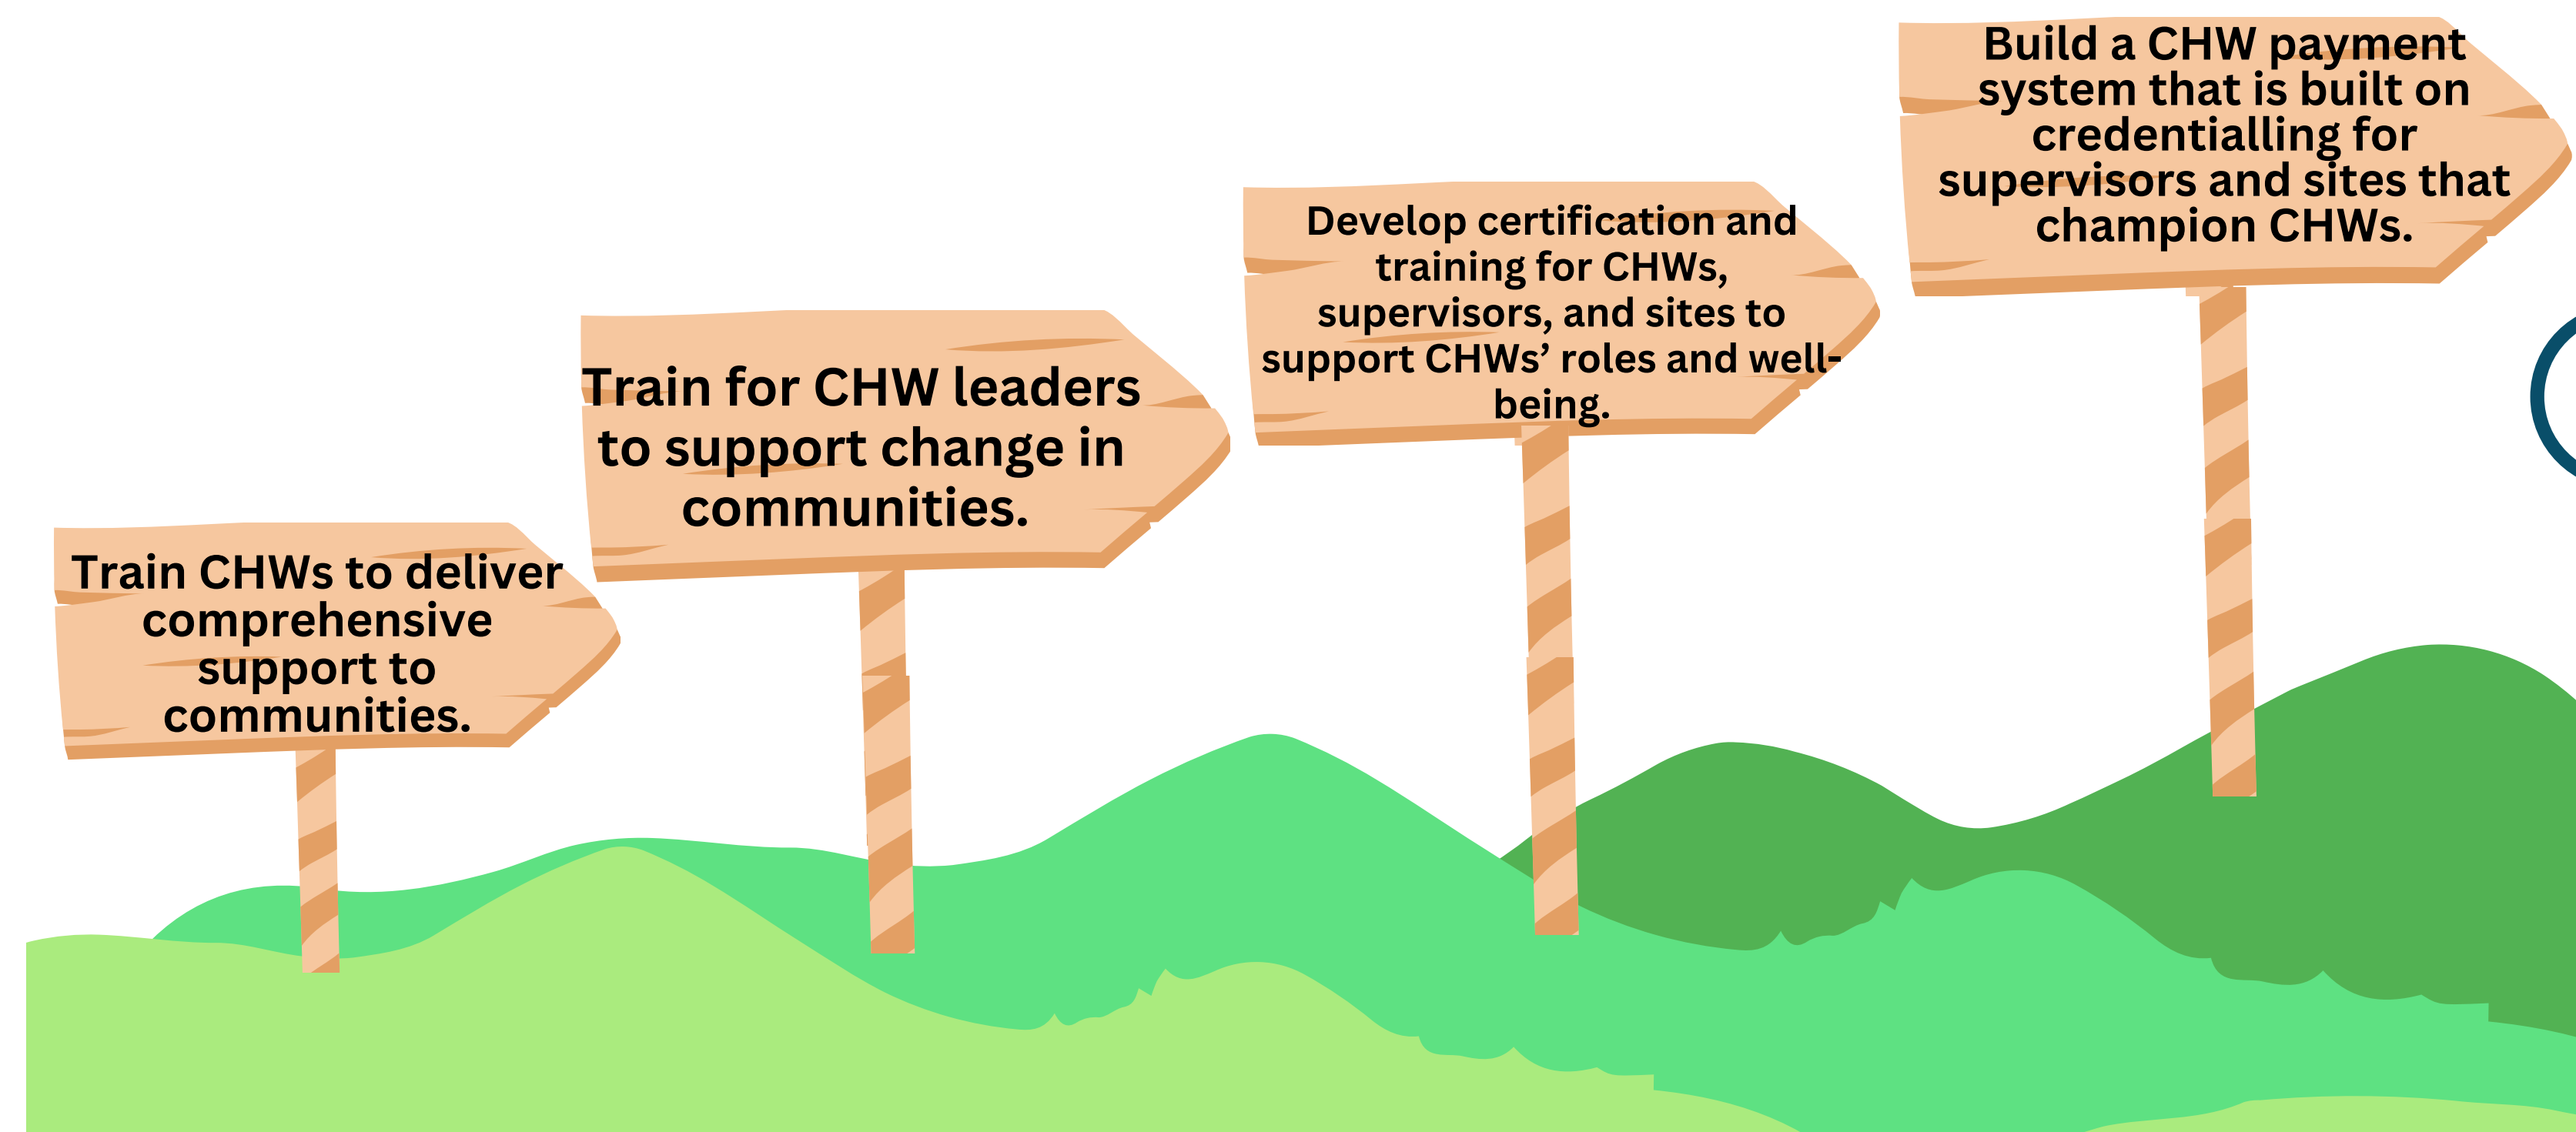 Train CHWs to deliver
comprehensive
support to
communities.
Train for CHW leaders
to support change in
communities.
Develop certification and
training for CHWs,
supervisors, and sites to
support CHWs’ roles and well-
being.
Build a CHW payment
system that is built on
credentialling for
supervisors and sites that
champion CHWs.